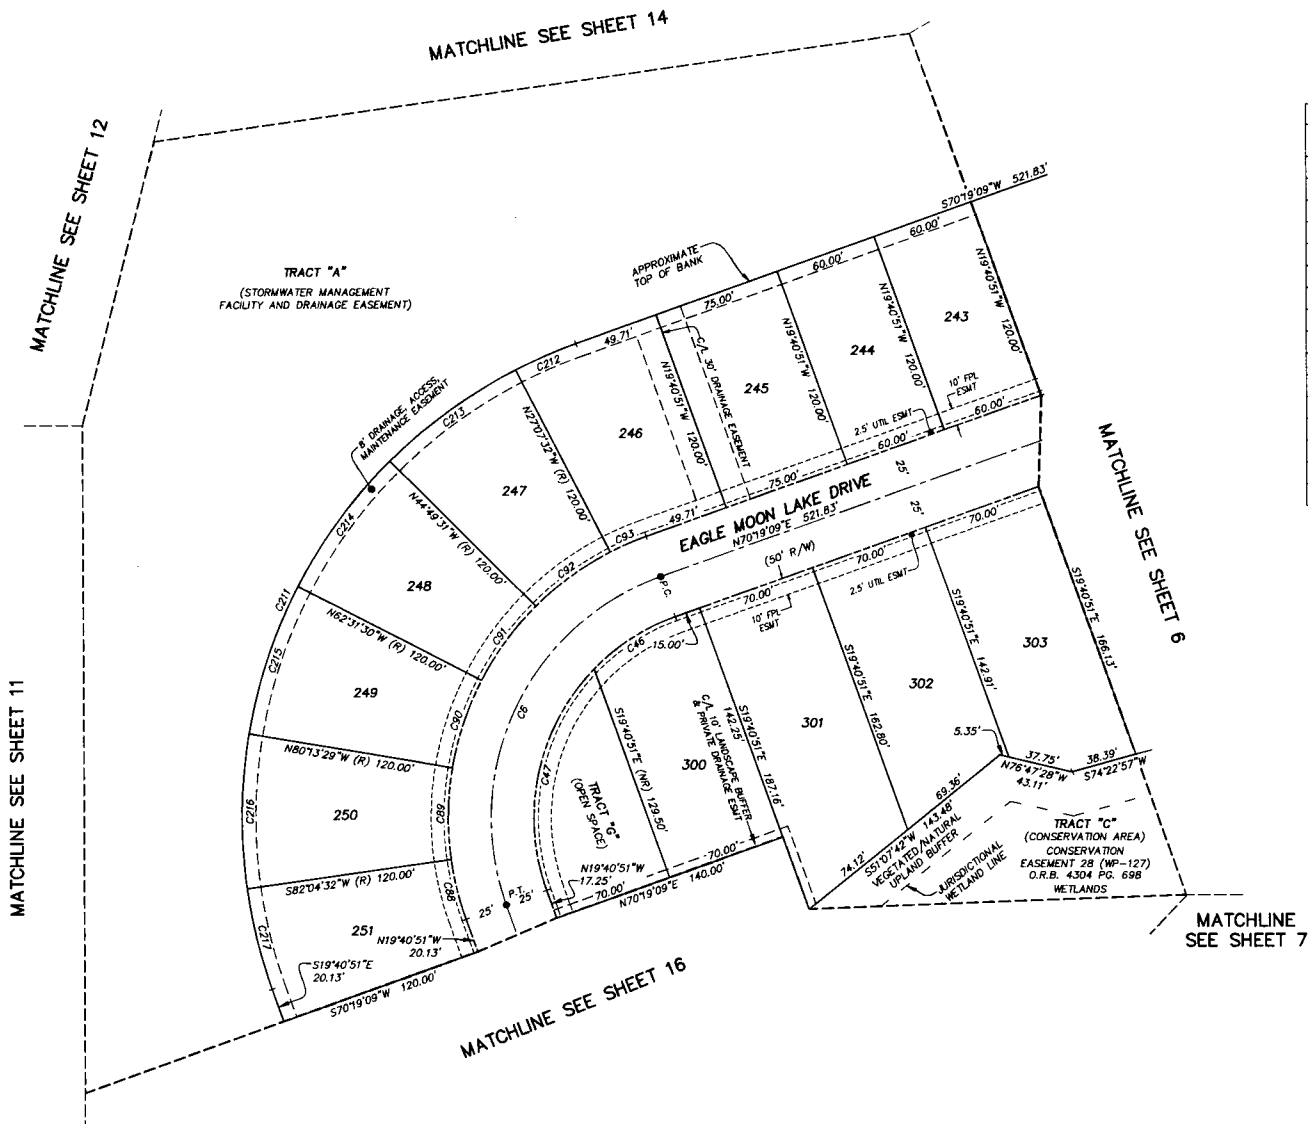 MATCHLINE SEE SHEET 14
MATCHLINE SEE SHEET 12
S70°19'09"W 521.83'
60.00'
60.00'
75.00'
49.71'
APPROXIMATE
TOP OF BANK
TRACT "A"
(STORMWATER MANAGEMENT
FACILITY AND DRAINAGE EASEMENT)
N19°40'51"W 120.00'
243
N19°40'51"W 120.00'
244
N19°40'51"W 120.00'
245
C/L 30' DRAINAGE EASEMENT
N19°40'51"W 120.00'
246
C212
C213
8' DRAINAGE, ACCESS,
MAINTENANCE EASEMENT
N27°07'32"W (R) 120.00'
247
10' FPL
ESMT
2.5' UTIL ESMT
60.00'
60.00'
75.00'
49.71'
C93
C92
N44°49'31"W (R) 120.00'
C214
248
C91
C211
N62°31'30"W (R) 120.00'
C215
249
C90
N80°13'29"W (R) 120.00'
C216
250
C89
S82°04'32"W (R) 120.00'
C88
251
C217
N19°40'51"W
20.13'
S19°40'51"E
20.13'
S70°19'09"W 120.00'
EAGLE MOON LAKE DRIVE
N70°19'09"E 521.83'
(50' R/W)
25'
25'
P.C.
C6
P.T.
25'
25'
70.00'
70.00'
70.00'
2.5' UTIL ESMT
10' FPL
ESMT
15.00'
C46
C47
TRACT "G"
(OPEN SPACE)
N19°40'51"W
17.25'
S19°40'51"E (NR) 129.50'
300
C/L 10' LANDSCAPE BUFFER
& PRIVATE DRAINAGE ESMT
142.25'
S19°40'51"E 187.16'
70.00'
70.00'
N70°19'09"E 140.00'
301
S19°40'51"E 162.80'
302
S19°40'51"E 142.91'
303
S19°40'51"E 166.13'
5.35'
37.75'
N76°47'28"W
43.11'
38.39'
S74°22'57"W
69.36'
74.12'
S51°07'42"W 143.48'
VEGETATED/NATURAL
UPLAND BUFFER
JURISDICTIONAL
WETLAND LINE
TRACT "C"
(CONSERVATION AREA)
CONSERVATION
EASEMENT 28 (WP-127)
O.R.B. 4304 PG. 698
WETLANDS
MATCHLINE SEE SHEET 6
MATCHLINE
SEE SHEET 7
MATCHLINE SEE SHEET 16
MATCHLINE SEE SHEET 11